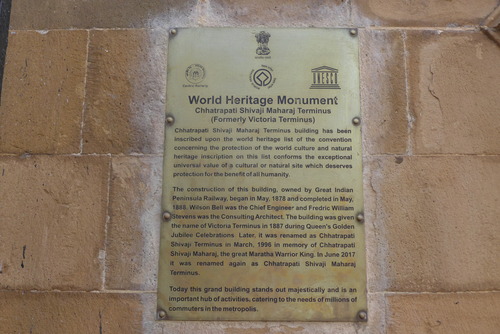 World Heritage Monument
Chhatrapati Shivaji Maharaj Terminus
(Formerly Victoria Terminus)
Chhatrapati Shivaji Maharaj Terminus building has been
inscribed upon the world heritage list of the convention
concerning the protection of the world culture and natural
heritage inscription on this list conforms the exceptional
universal value of a cultural or natural site which deserves
protection for the benefit of all humanity.
The construction of this building, owned by Great Indian
Peninsula Railway, began in May, 1878 and completed in May,
1888. Wilson Bell was the Chief Engineer and Fredric William
Stevens was the Consulting Architect. The building was given
the name of Victoria Terminus in 1887 during Queen's Golden
Jubilee Celebrations. Later, it was renamed as Chhatrapati
Shivaji Terminus in March, 1996 in memory of Chhatrapati
Shivaji Maharaj, the great Maratha Warrior King. In June 2017
it was renamed again as Chhatrapati Shivaji Maharaj
Terminus.
Today this grand building stands out majestically and is an
important hub of activities, catering to the needs of millions of
commuters in the metropolis.